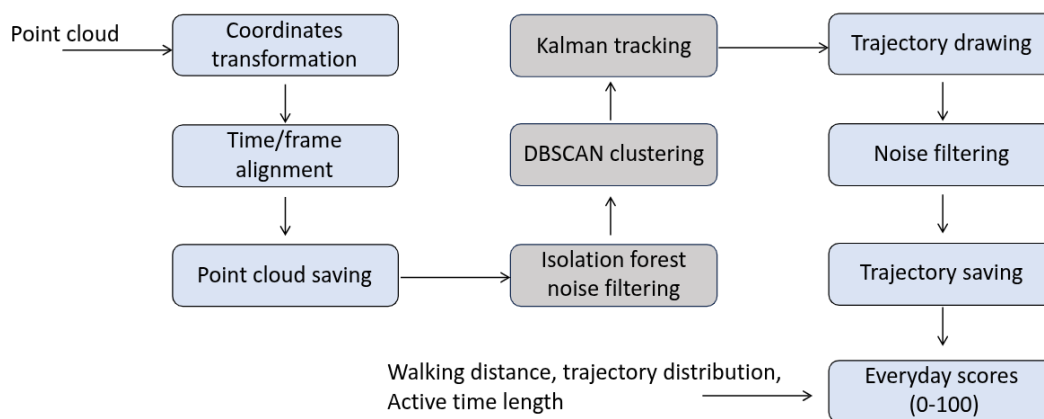 Point cloud
Coordinates
transformation
Time/frame
alignment
Point cloud saving
Isolation forest
noise filtering
DBSCAN clustering
Kalman tracking
Trajectory drawing
Noise filtering
Trajectory saving
Walking distance, trajectory distribution,
Active time length
Everyday scores
(0-100)